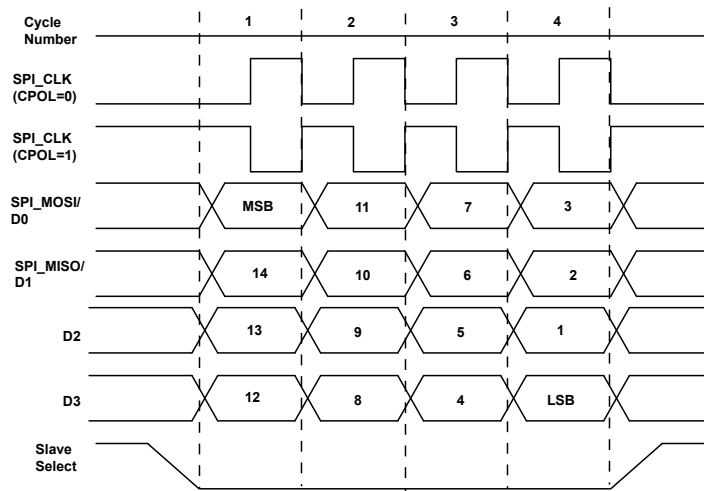 Cycle Number
1 2 3 4
SPI_CLK
(CPOL=0)
SPI_CLK
(CPOL=1)
SPI_MOSI/
D0
MSB 11 7 3
SPI_MISO/
D1
14 10 6 2
D2
13 9 5 1
D3
12 8 4 LSB
Slave
Select